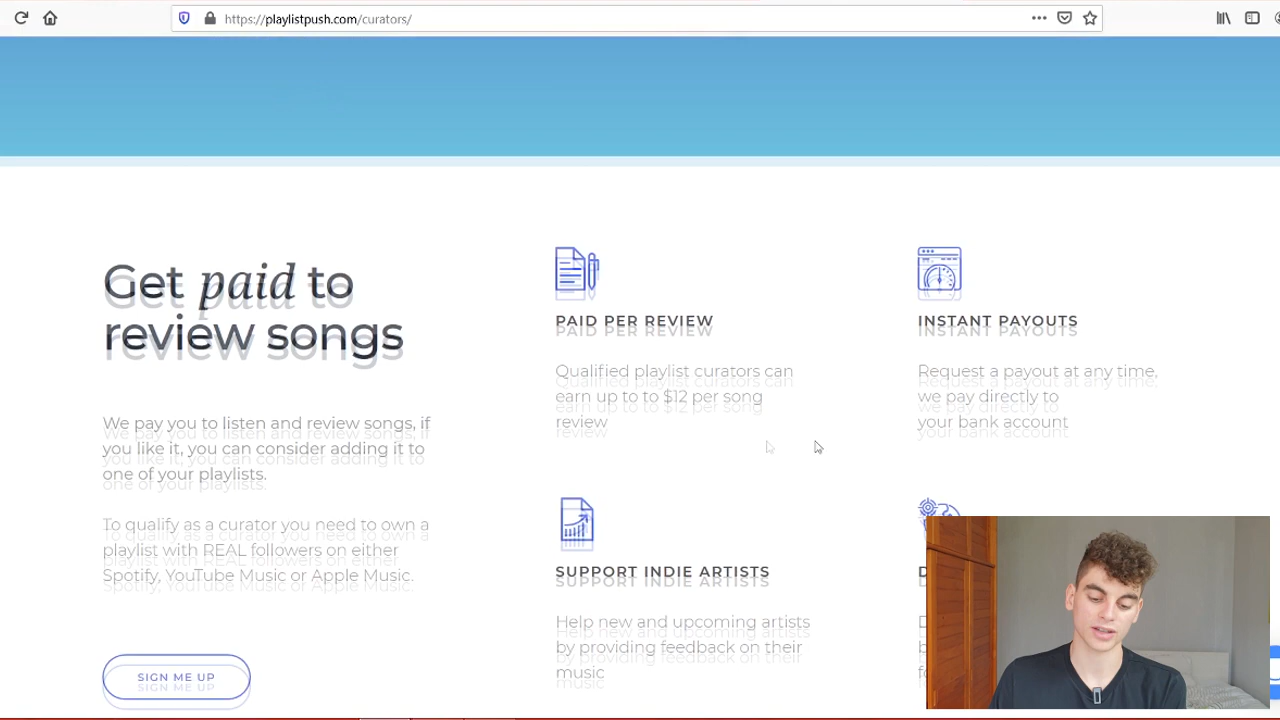 https://playlistpush.com/curators/
Get paid to
review songs
We pay you to listen and review songs, if
you like it, you can consider adding it to
one of your playlists.
To qualify as a curator you need to own a
playlist with REAL followers on either
Spotify, YouTube Music or Apple Music.
SIGN ME UP
PAID PER REVIEW
Qualified playlist curators can
earn up to to $12 per song
review
INSTANT PAYOUTS
Request a payout at any time,
we pay directly to
your bank account
SUPPORT INDIE ARTISTS
Help new and upcoming artists
by providing feedback on their
music